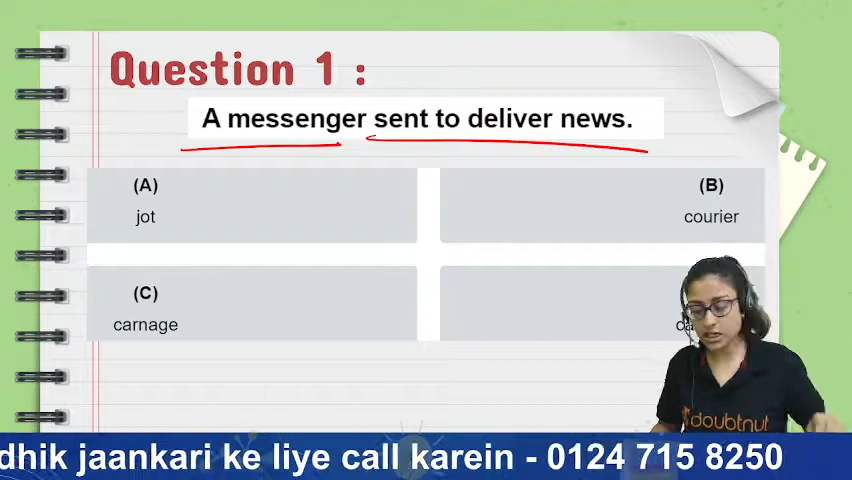 Question 1 :
A messenger sent to deliver news.
(A)
jot
(B)
courier
(C)
carnage
doubtnut
dhik jaankari ke liye call karein - 0124 715 8250